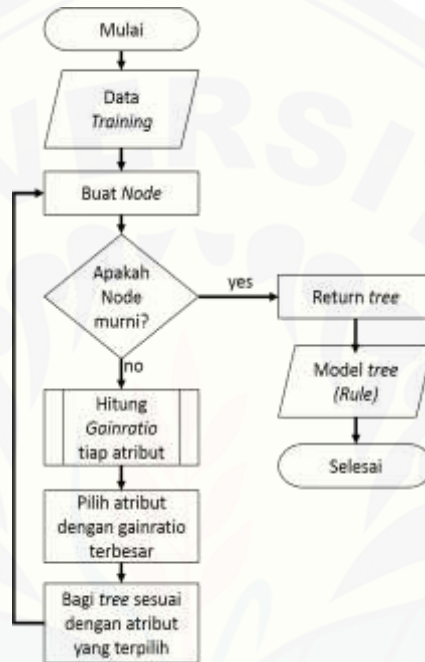 Mulai
Data
Training
Buat Node
Apakah
Node
murni?
yes
Return tree
Model tree
(Rule)
Selesai
no
Hitung
Gainratio
tiap atribut
Pilih atribut
dengan gainratio
terbesar
Bagi tree sesuai
dengan atribut
yang terpilih